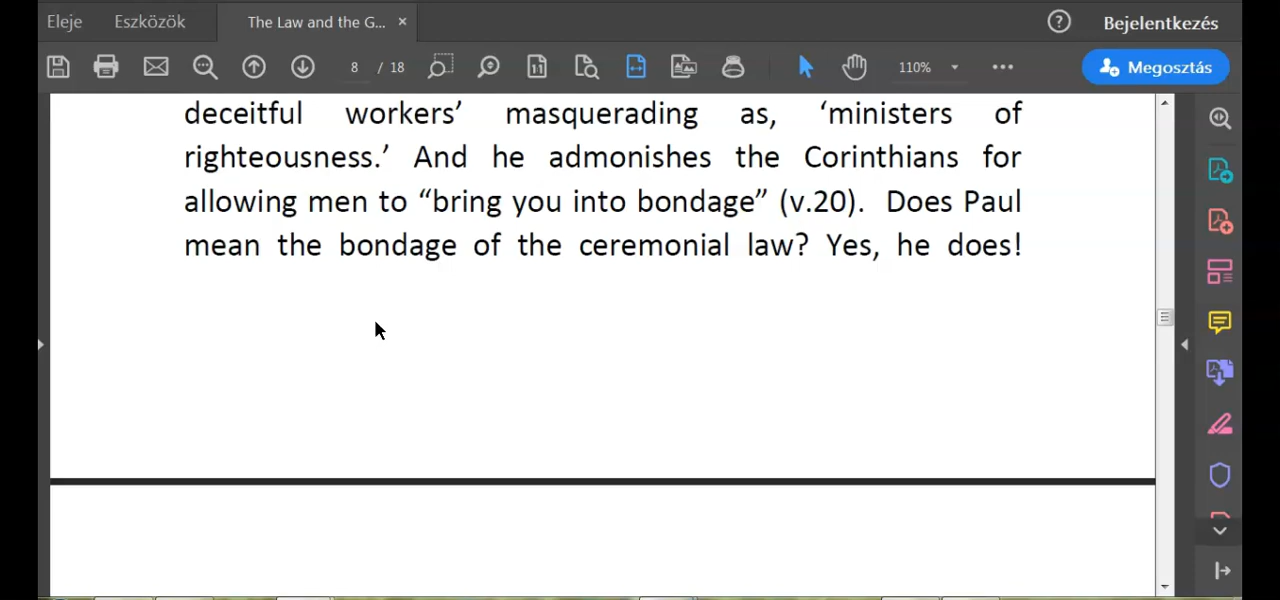 Eleje Eszközök The Law and the G... × Bejelentkezés
8 / 18 110% Megosztás
deceitful workers’ masquerading as, ‘ministers of
righteousness.’ And he admonishes the Corinthians for
allowing men to “bring you into bondage” (v.20). Does Paul
mean the bondage of the ceremonial law? Yes, he does!